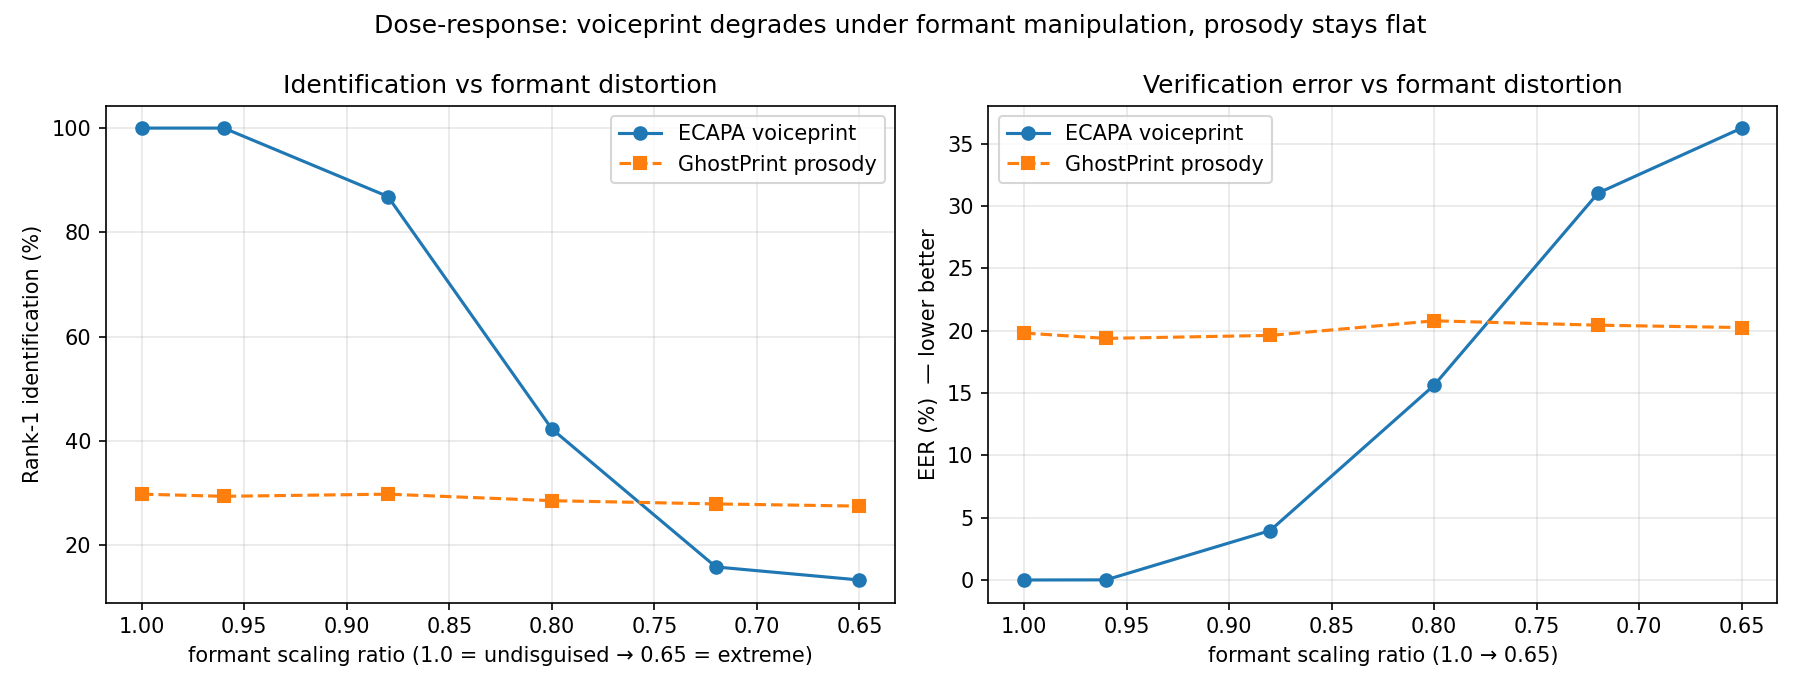 Dose-response: voiceprint degrades under formant manipulation, prosody stays flat
Identification vs formant distortion
Rank-1 identification (%)
100
80
60
40
20
ECAPA voiceprint
GhostPrint prosody
1.00 0.95 0.90 0.85 0.80 0.75 0.70 0.65
formant scaling ratio (1.0 = undisguised → 0.65 = extreme)
Verification error vs formant distortion
EER (%) — lower better
35
30
25
20
15
10
5
0
ECAPA voiceprint
GhostPrint prosody
1.00 0.95 0.90 0.85 0.80 0.75 0.70 0.65
formant scaling ratio (1.0 → 0.65)